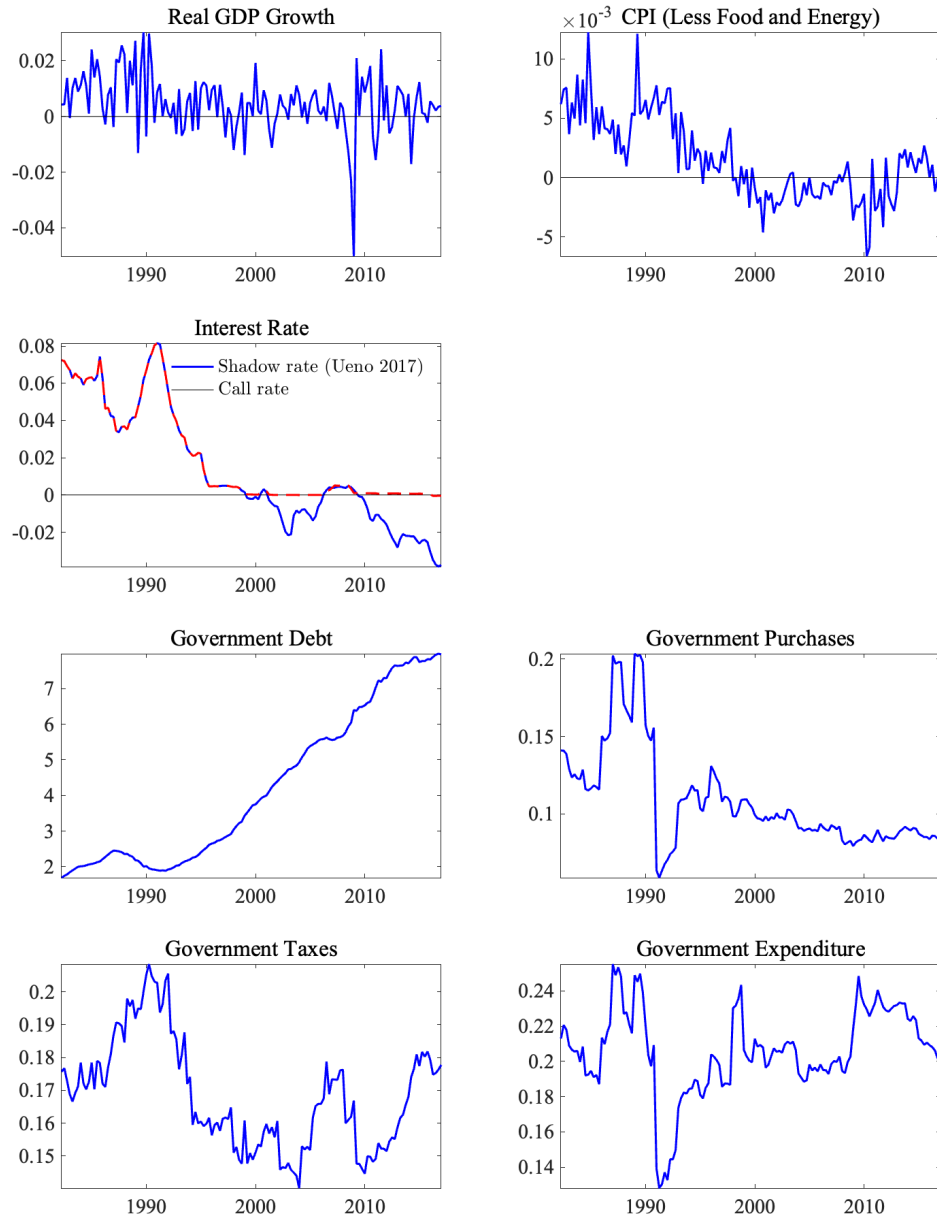 Real GDP Growth
0.02
0
-0.02
-0.04
1990 2000 2010
CPI (Less Food and Energy)
×10⁻³
10
5
0
-5
1990 2000 2010
Interest Rate
0.08
0.06
0.04
0.02
0
-0.02
Shadow rate (Ueno 2017)
Call rate
1990 2000 2010
Government Debt
7
6
5
4
3
2
1990 2000 2010
Government Purchases
0.2
0.15
0.1
1990 2000 2010
Government Taxes
0.2
0.19
0.18
0.17
0.16
0.15
1990 2000 2010
Government Expenditure
0.24
0.22
0.2
0.18
0.16
0.14
1990 2000 2010